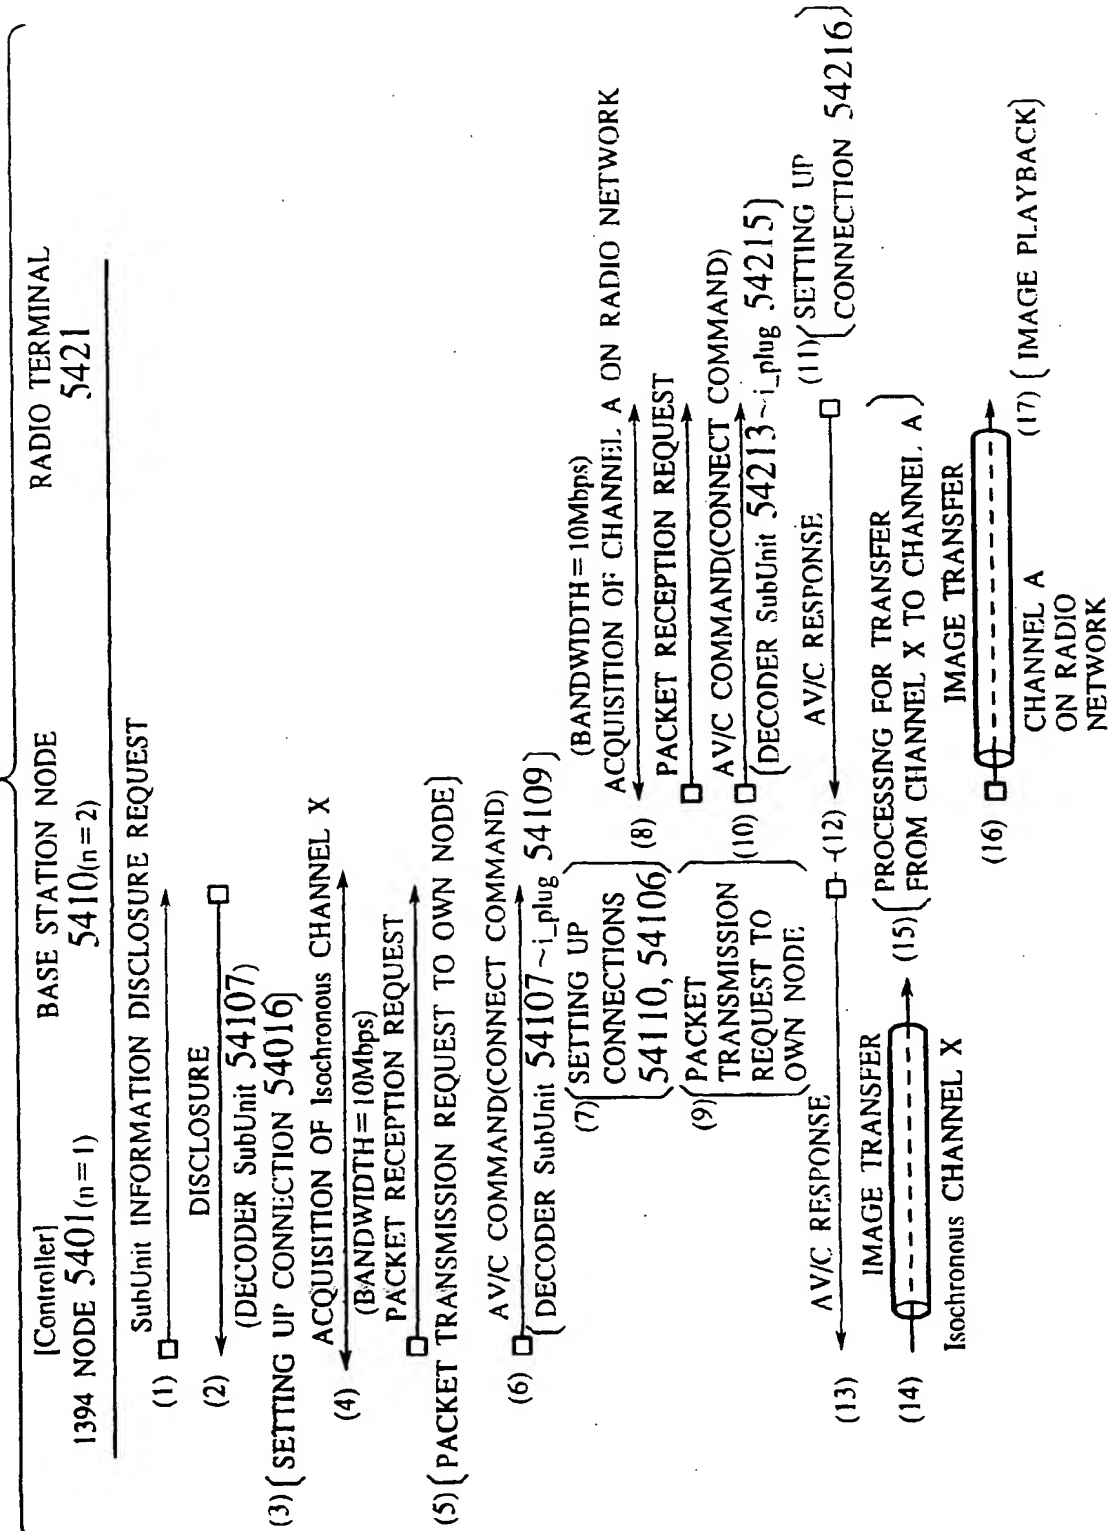 [Controller]
1394 NODE 5401(n=1)
BASE STATION NODE
5410(n=2)
RADIO TERMINAL
5421
(1)
SubUnit INFORMATION DISCLOSURE REQUEST
(2)
DISCLOSURE
(DECODER SubUnit 54107)
(3) [SETTING UP CONNECTION 54016]
(4)
ACQUISITION OF Isochronous CHANNEL X
(BANDWIDTH=10Mbps)
PACKET RECEPTION REQUEST
(5) [PACKET TRANSMISSION REQUEST TO OWN NODE]
(6)
AV/C COMMAND(CONNECT COMMAND)
[DECODER SubUnit 54107~i_plug 54109]
(7) [SETTING UP
CONNECTIONS
54110, 54106]
(8)
(BANDWIDTH=10Mbps)
ACQUISITION OF CHANNEL A ON RADIO NETWORK
(9) [PACKET
TRANSMISSION
REQUEST TO
OWN NODE]
PACKET RECEPTION REQUEST
(10)
AV/C COMMAND(CONNECT COMMAND)
[DECODER SubUnit 54213~i_plug 54215]
(11) [SETTING UP
CONNECTION 54216]
(12)
AV/C RESPONSE
(13)
AV/C RESPONSE
(14)
IMAGE TRANSFER
Isochronous CHANNEL X
(15) [PROCESSING FOR TRANSFER
FROM CHANNEL X TO CHANNEL A]
(16)
IMAGE TRANSFER
CHANNEL A
ON RADIO
NETWORK
(17) [IMAGE PLAYBACK]